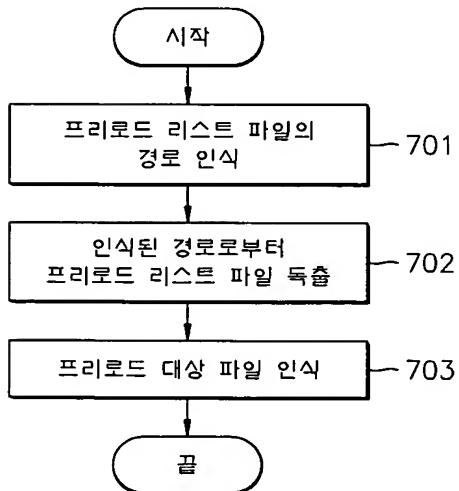 시작
프리로드 리스트 파일의
경로 인식
701
인식된 경로로부터
프리로드 리스트 파일 독출
702
프리로드 대상 파일 인식
703
끝